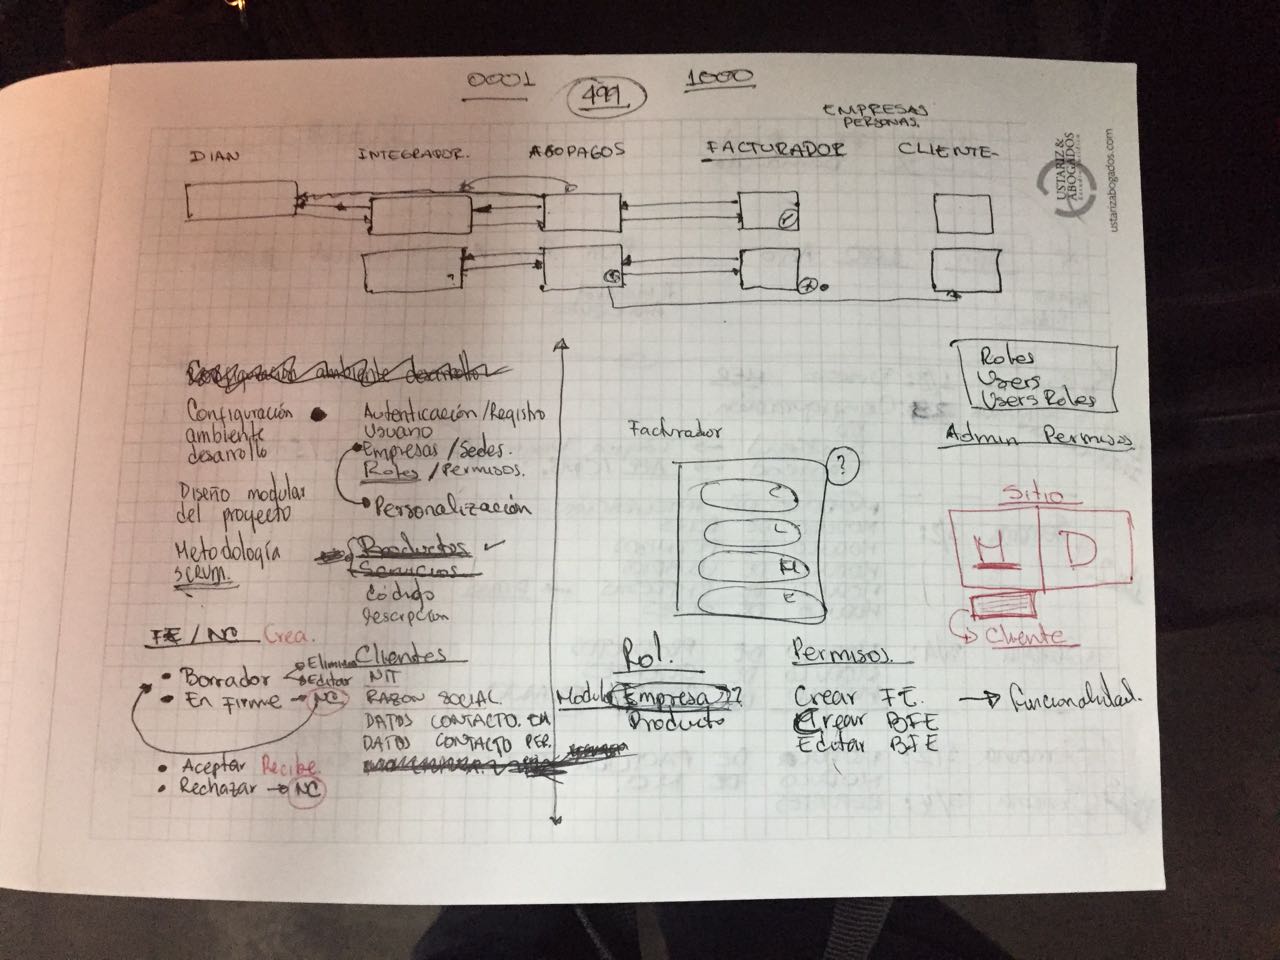 0001
499
1000
EMPRESAS
PERSONAS.
DIAN
INTEGRADOR.
FACTURADOR
CLIENTE
USTARIZ &
ABOGADOS
ustarizabogados.com
Configuración ambiente desarrollo
Configuración
ambiente
desarrollo
Diseño modular
del proyecto
Metodología
SCRUM.
Autenticación/Registro
Usuario
Empresas/Sedes.
Roles/Permisos.
Personalización
Productos
Servicios
Código
Descripción
FE/NC Crea.
Borrador
Elimina
Editar
En Firme → NC
Aceptar Recibe.
Rechazar → NC
Clientes
NIT
RAZON SOCIAL
DATOS CONTACTO. EM
DATOS CONTACTO PER.
Facturador
?
C
L
M
E
Rol.
Modulo Empresa ??
Producto
Permisos.
Crear FE. → Funcionalidad.
Crear BFE
Editar BFE
Roles
Users
Users Roles
Admin Permisos
Sitio
M
D
Cliente